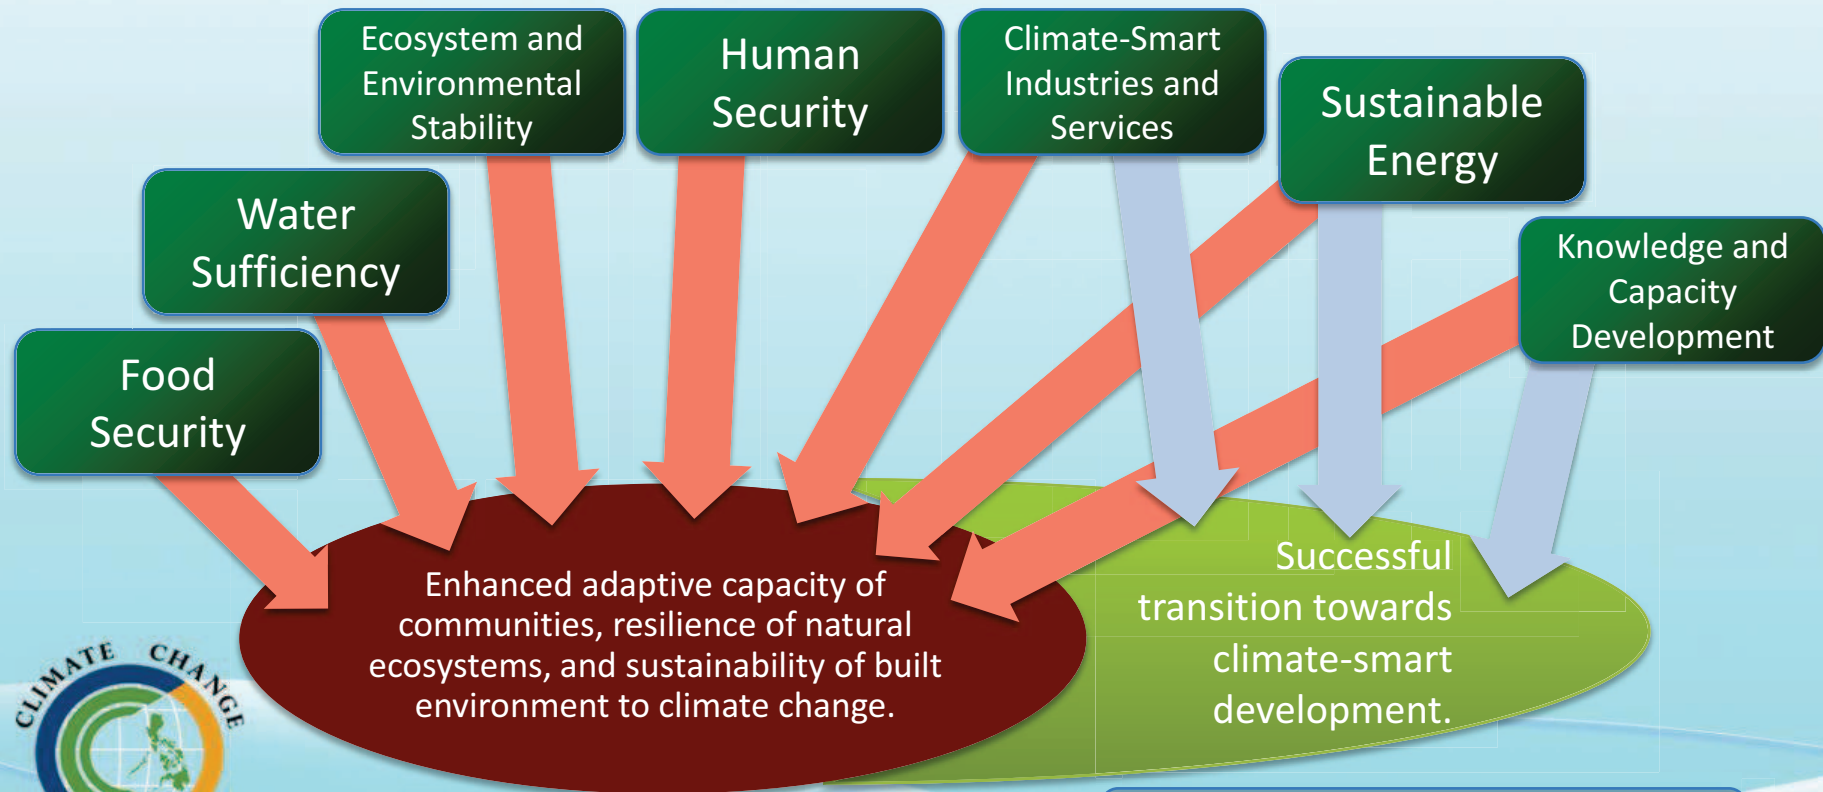 Ecosystem and
Environmental
Stability
Human
Security
Climate-Smart
Industries and
Services
Sustainable
Energy
Water
Sufficiency
Knowledge and
Capacity
Development
Food
Security
Enhanced adaptive capacity of
communities, resilience of natural
ecosystems, and sustainability of built
environment to climate change.
Successful
transition towards
climate-smart
development.
CLIMATE CHANGE